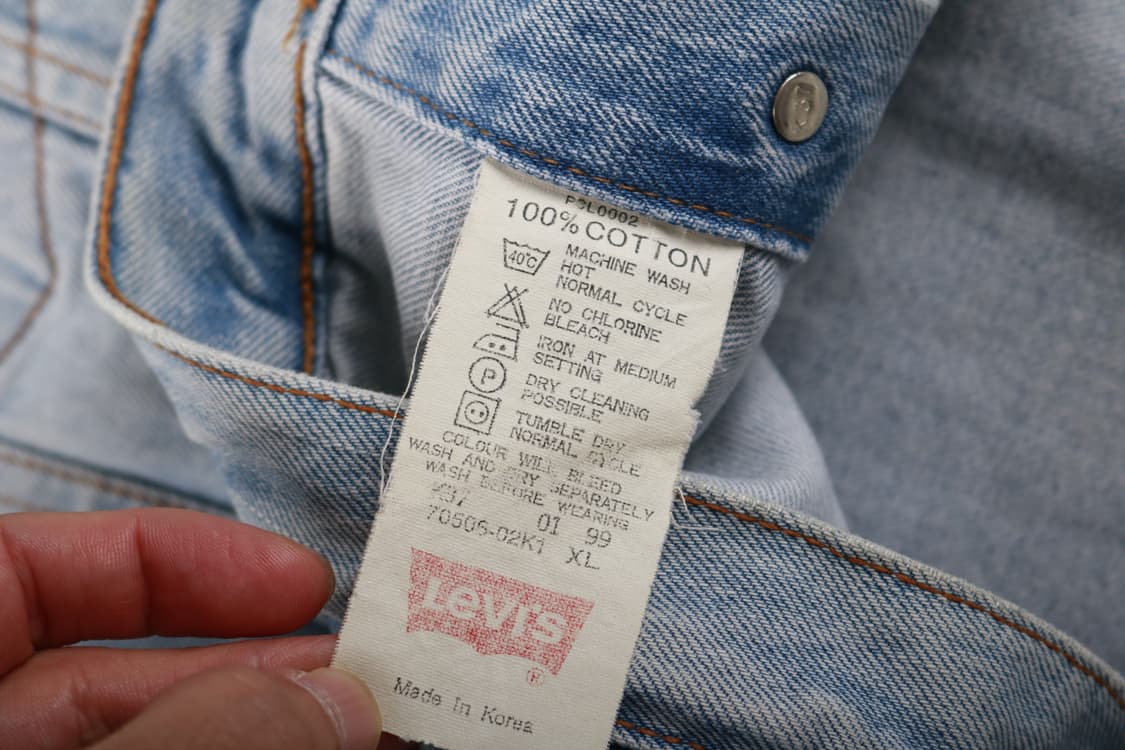 100% COTTON
40°C
MACHINE WASH
HOT
NORMAL CYCLE
NO CHLORINE
BLEACH
IRON AT MEDIUM
SETTING
P
DRY CLEANING
POSSIBLE
TUMBLE DRY
NORMAL CYCLE
COLOUR WILL BLEED
WASH AND DRY SEPARATELY
WASH BEFORE WEARING
01 99
70506-02K1 XL
Levi's
®
Made In Korea